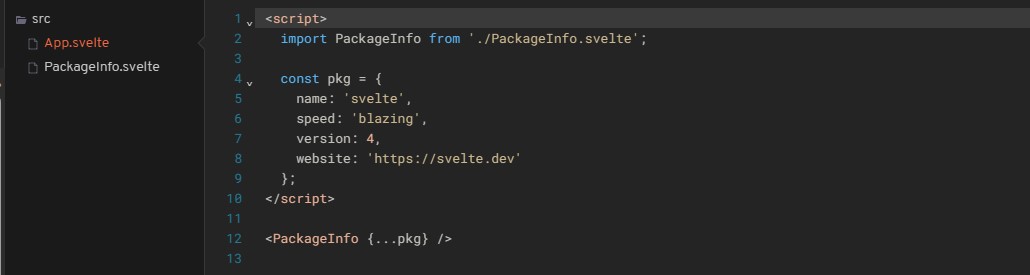 src
App.svelte
PackageInfo.svelte
1 <script>
2 import PackageInfo from './PackageInfo.svelte';
3
4 const pkg = {
5 name: 'svelte',
6 speed: 'blazing',
7 version: 4,
8 website: 'https://svelte.dev'
9 };
10 </script>
11
12 <PackageInfo {...pkg} />
13